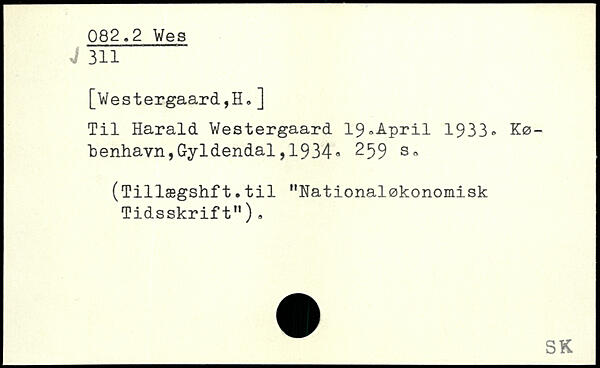 082.2 Wes
311
[Westergaard,H.]
Til Harald Westergaard 19.April 1933. Kø-
benhavn,Gyldendal,1934. 259 s.
(Tillægshft.til "Nationaløkonomisk
Tidsskrift").
SK